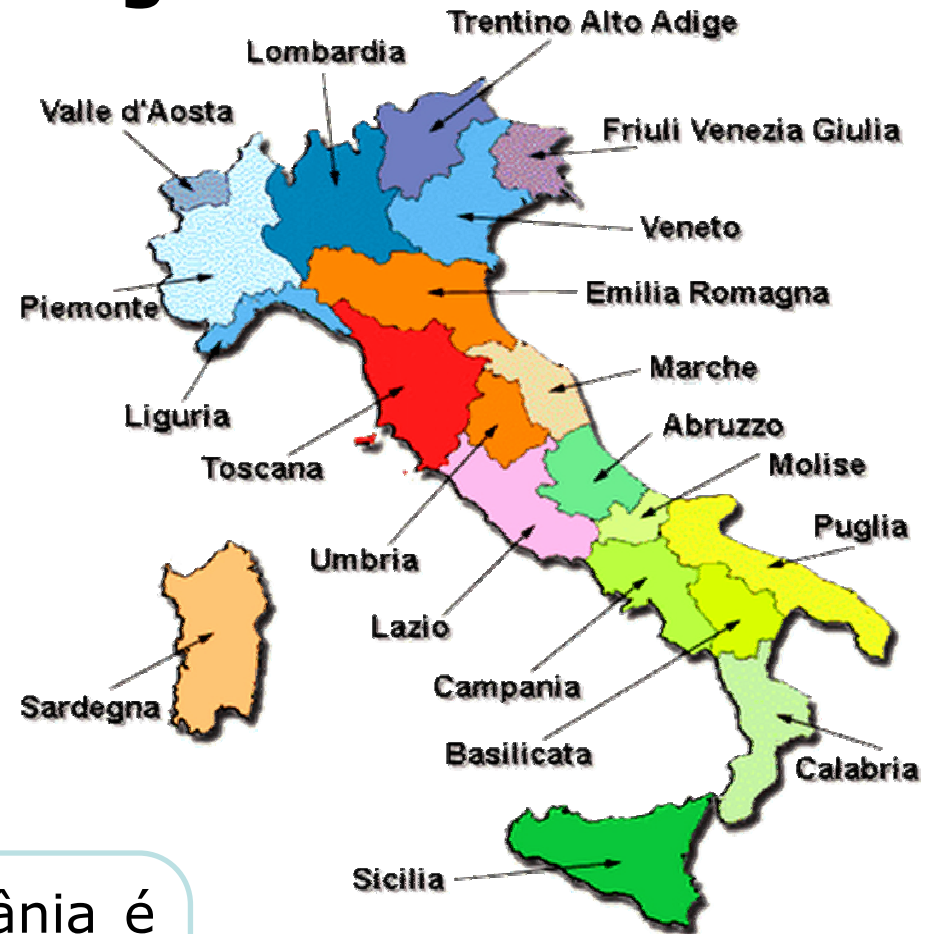 Trentino Alto Adige
Lombardia
Valle d'Aosta
Friuli Venezia Giulia
Veneto
Piemonte
Emilia Romagna
Marche
Liguria
Abruzzo
Toscana
Molise
Puglia
Umbria
Lazio
Campania
Sardegna
Basilicata
Calabria
Sicilia
ânia é